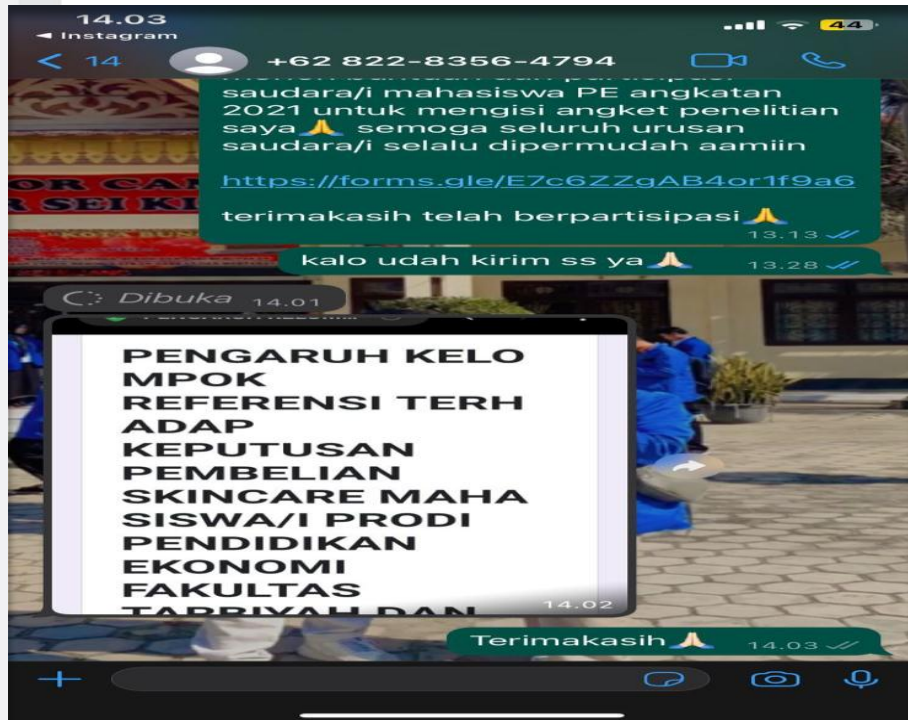 14.03
Instagram
44
14
+62 822-8356-4794
saudara/i mahasiswa PE angkatan
2021 untuk mengisi angket penelitian
saya🙏🏻 semoga seluruh urusan
saudara/i selalu dipermudah aamiin
https://forms.gle/E7c6ZZgAB4or1f9a6
terimakasih telah berpartisipasi🙏🏻
13.13
kalo udah kirim ss ya🙏🏻
13.28
Dibuka 14.01
PENGARUH KELO
MPOK
REFERENSI TERH
ADAP
KEPUTUSAN
PEMBELIAN
SKINCARE MAHA
SISWA/I PRODI
PENDIDIKAN
EKONOMI
FAKULTAS
TARBIYAH DAN
14.02
Terimakasih🙏🏻 14.03